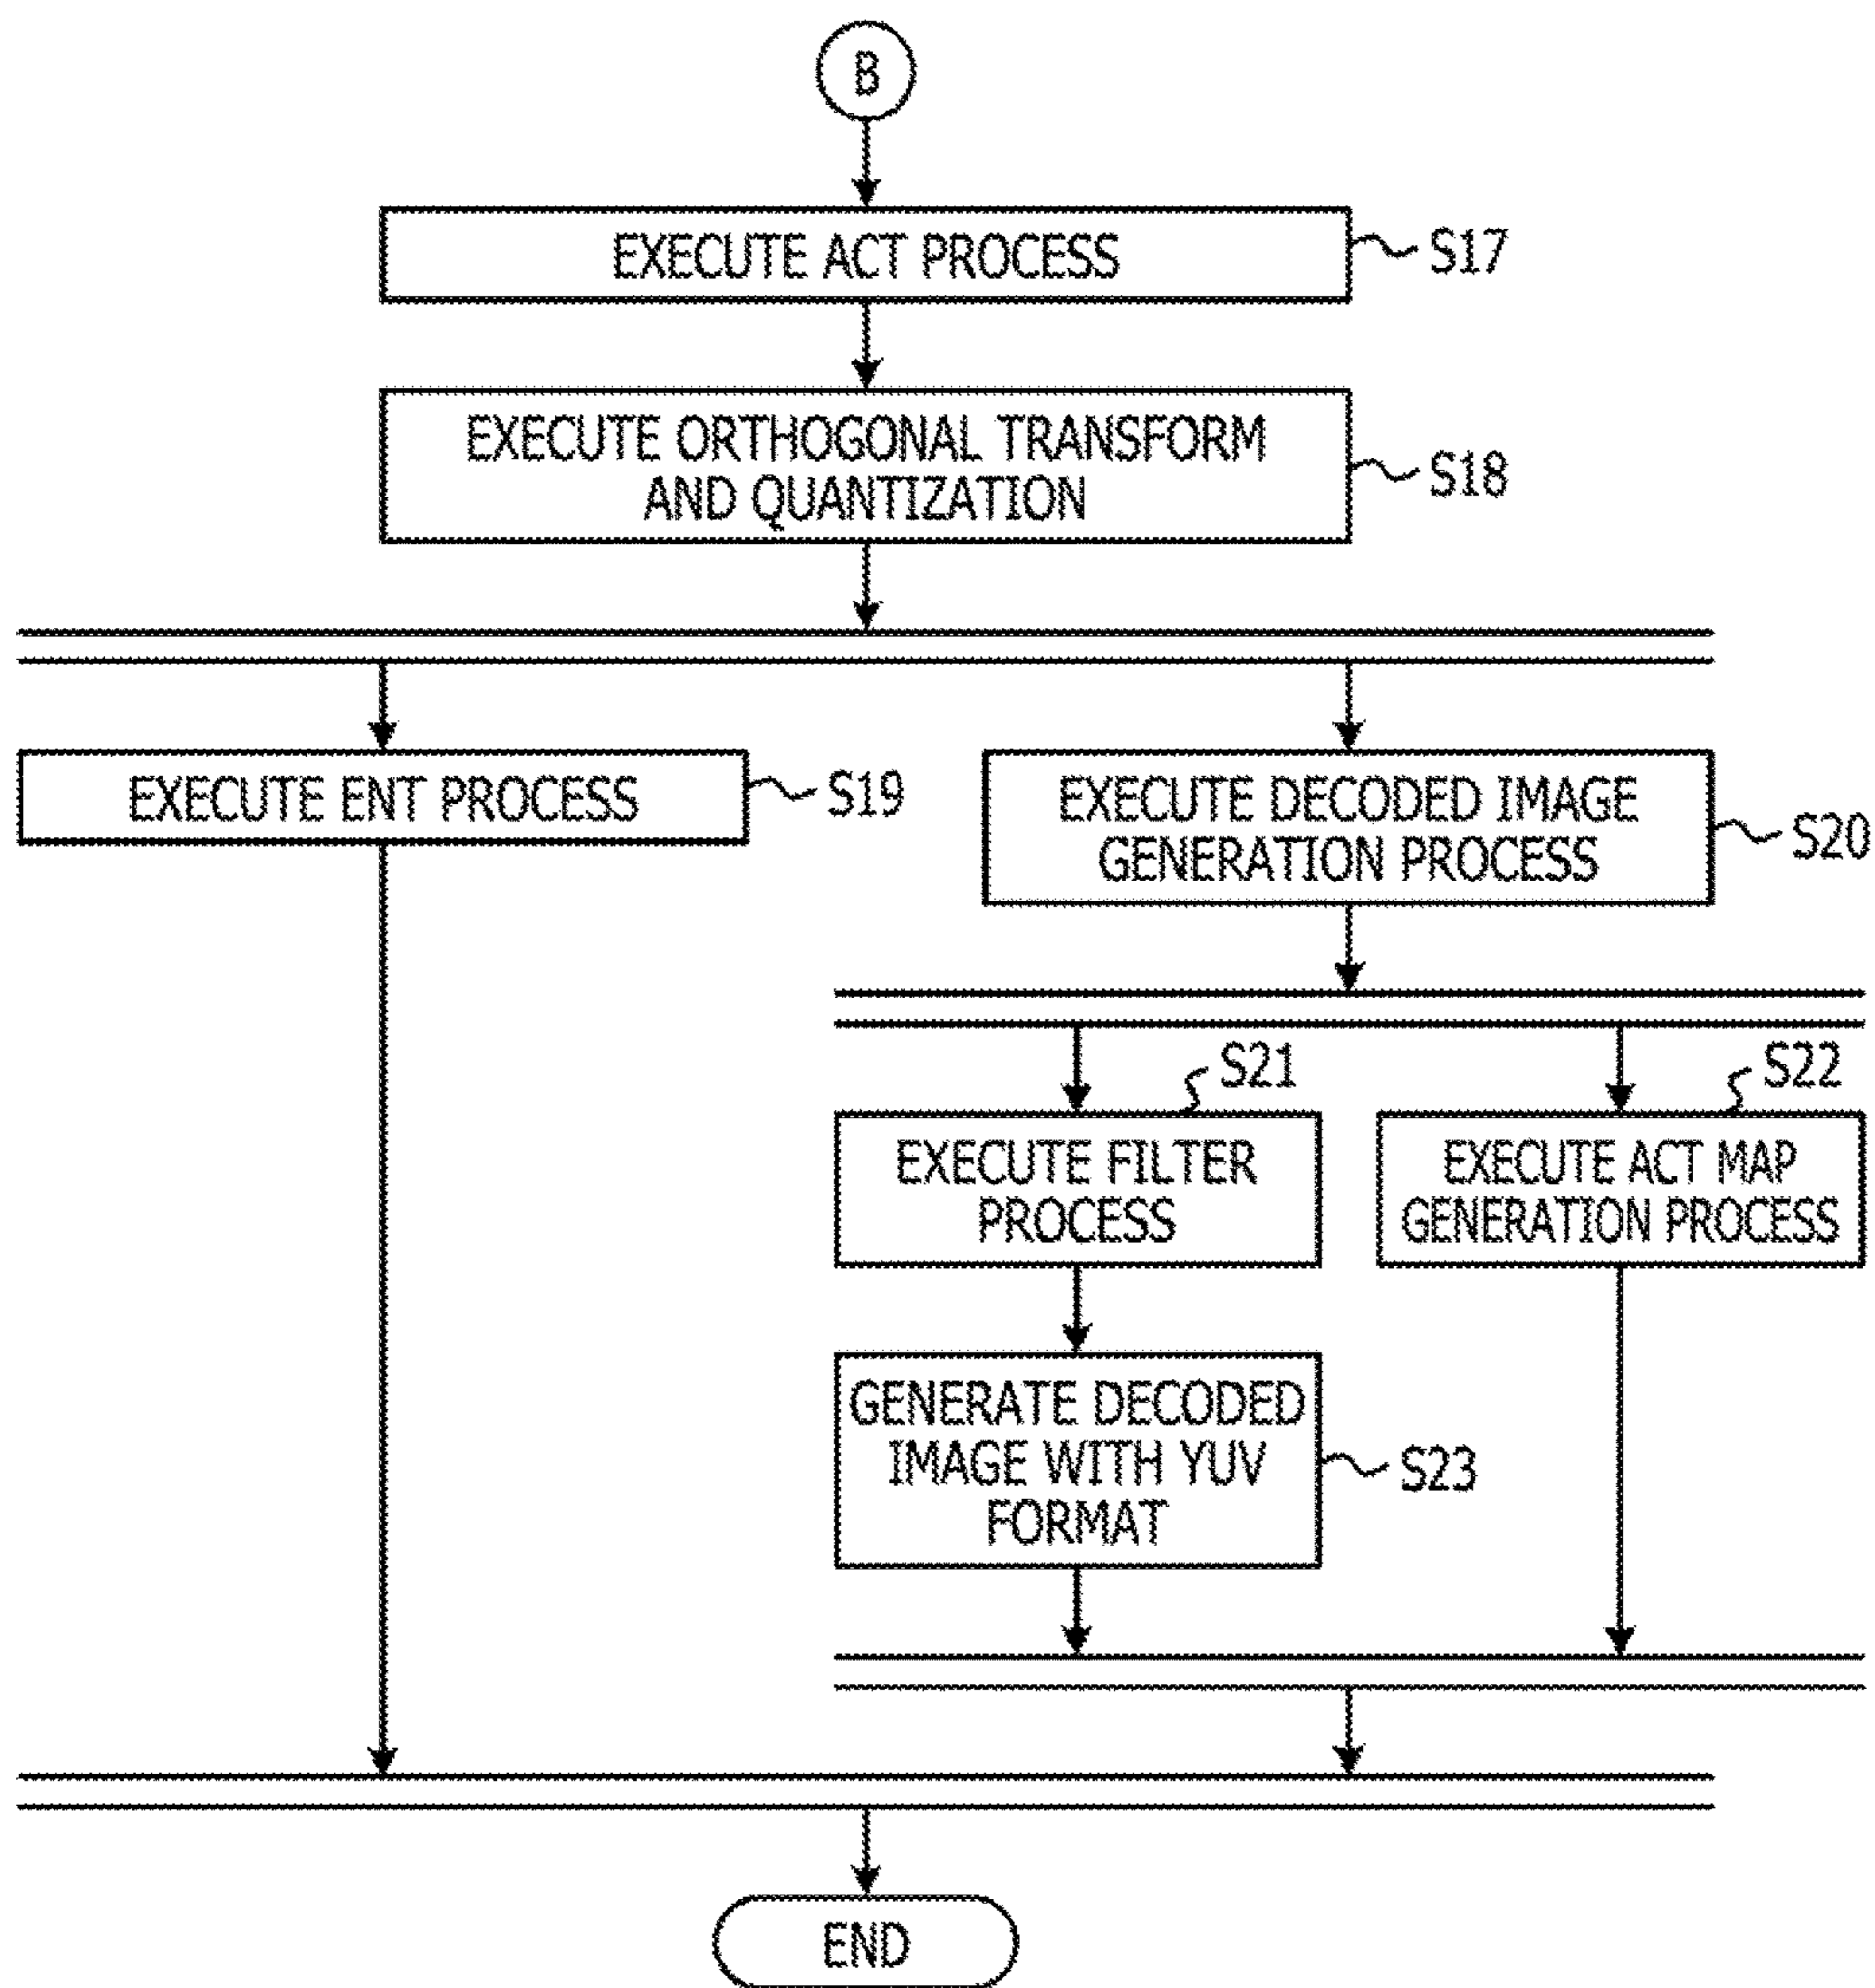 B
EXECUTE ACT PROCESS
S17
EXECUTE ORTHOGONAL TRANSFORM
AND QUANTIZATION
S18
EXECUTE ENT PROCESS
S19
EXECUTE DECODED IMAGE
GENERATION PROCESS
S20
S21
EXECUTE FILTER
PROCESS
S22
EXECUTE ACT MAP
GENERATION PROCESS
GENERATE DECODED
IMAGE WITH YUV
FORMAT
S23
END